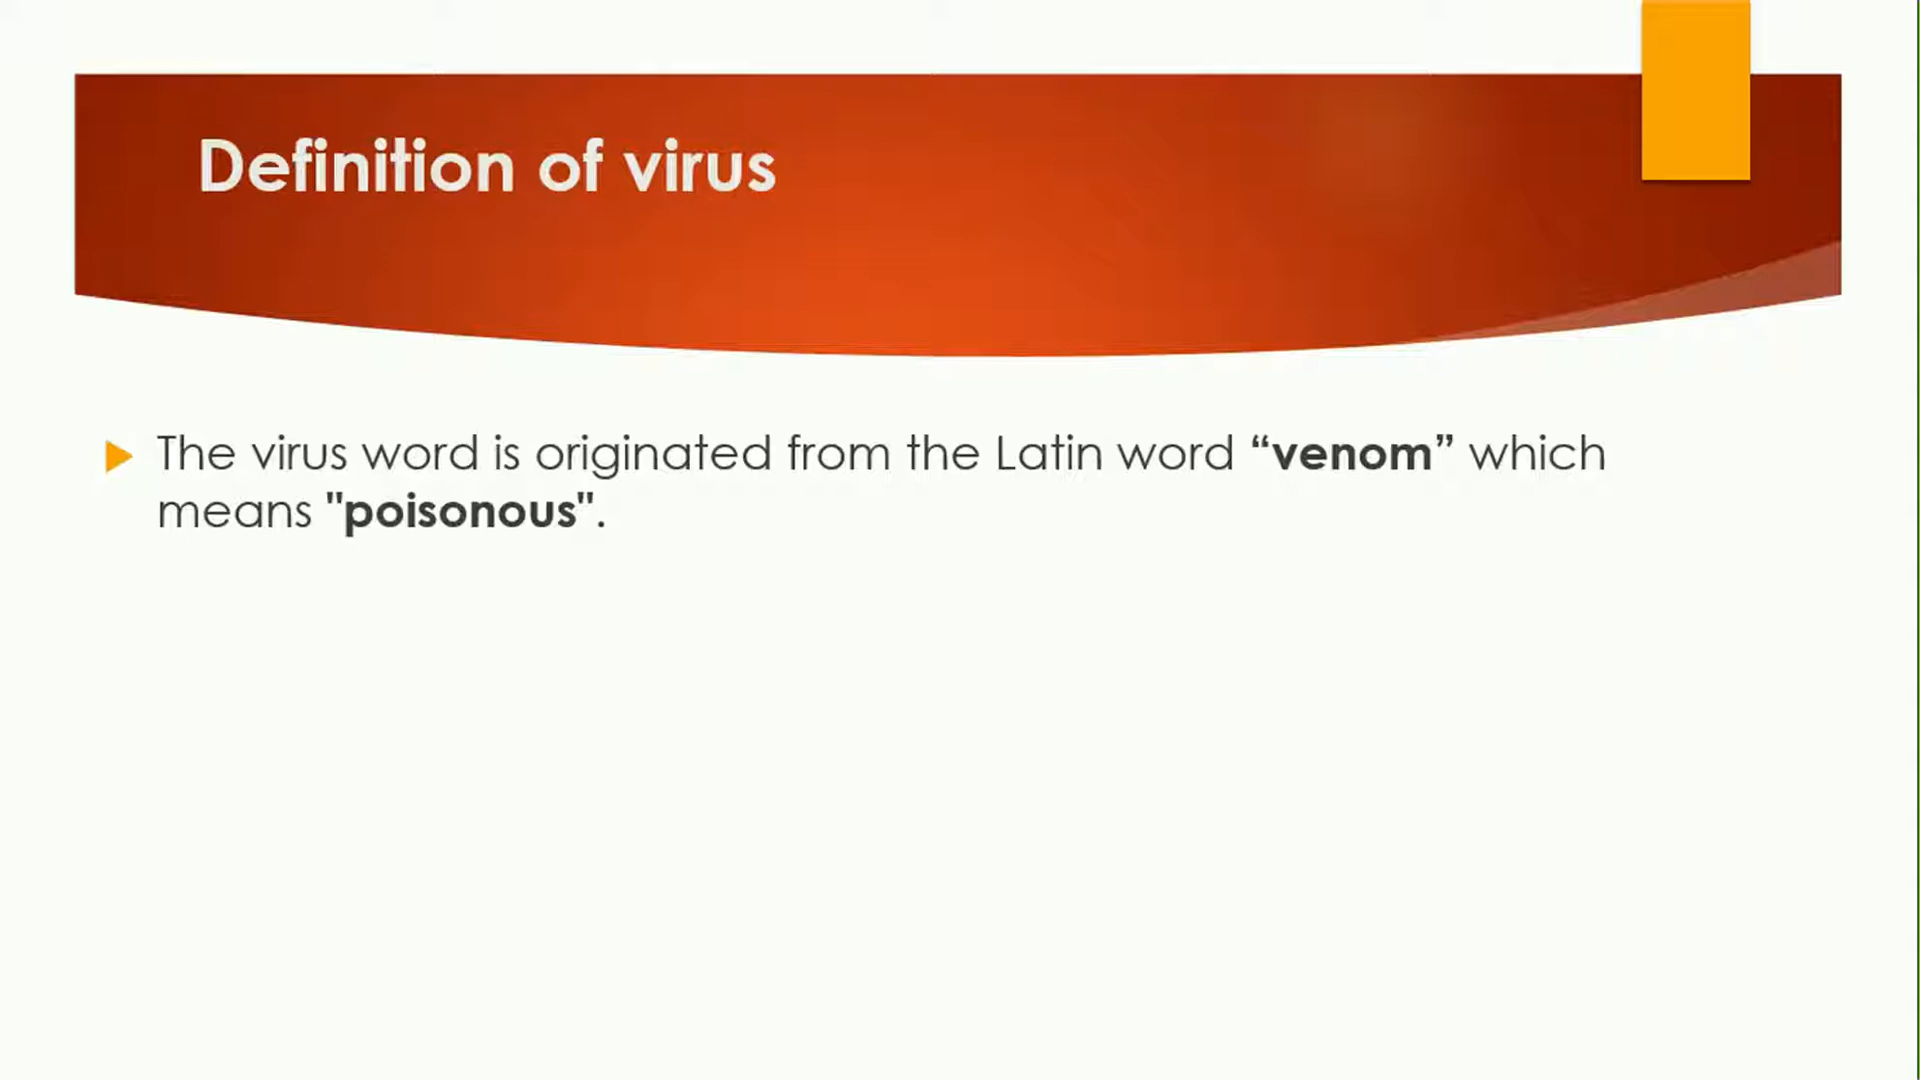 Definition of virus
The virus word is originated from the Latin word “venom” which
means "poisonous".